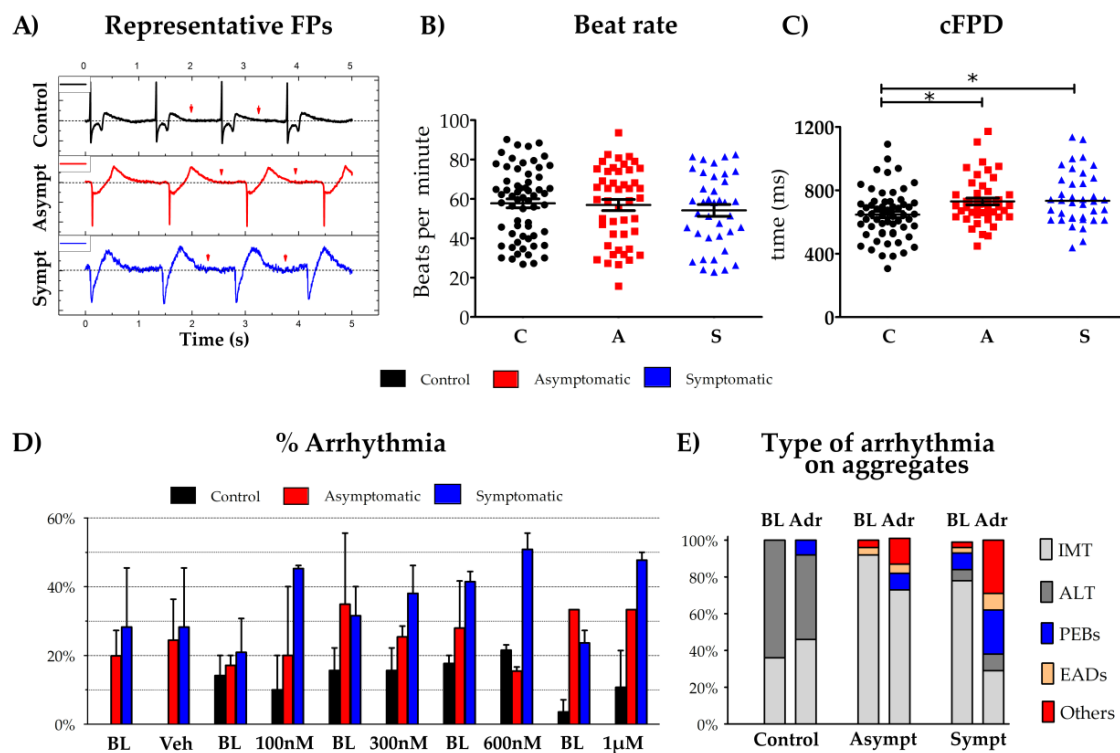 A) Representative FPs
0 1 2 3 4 5
Control
Asympt
Sympt
0 1 2 3 4 5
Time (s)
B) Beat rate
Beats per minute
100
80
60
40
20
0
C A S
C) cFPD
* 
*
time (ms)
1200
800
400
0
C A S
Control Asymptomatic Symptomatic
D) % Arrhythmia
Control Asymptomatic Symptomatic
60%
40%
20%
0%
BL Veh BL 100nM BL 300nM BL 600nM BL 1µM
E) Type of arrhythmia
on aggregates
BL Adr BL Adr BL Adr
100%
80%
60%
40%
20%
0%
Control Asympt Sympt
IMT
ALT
PEBs
EADs
Others